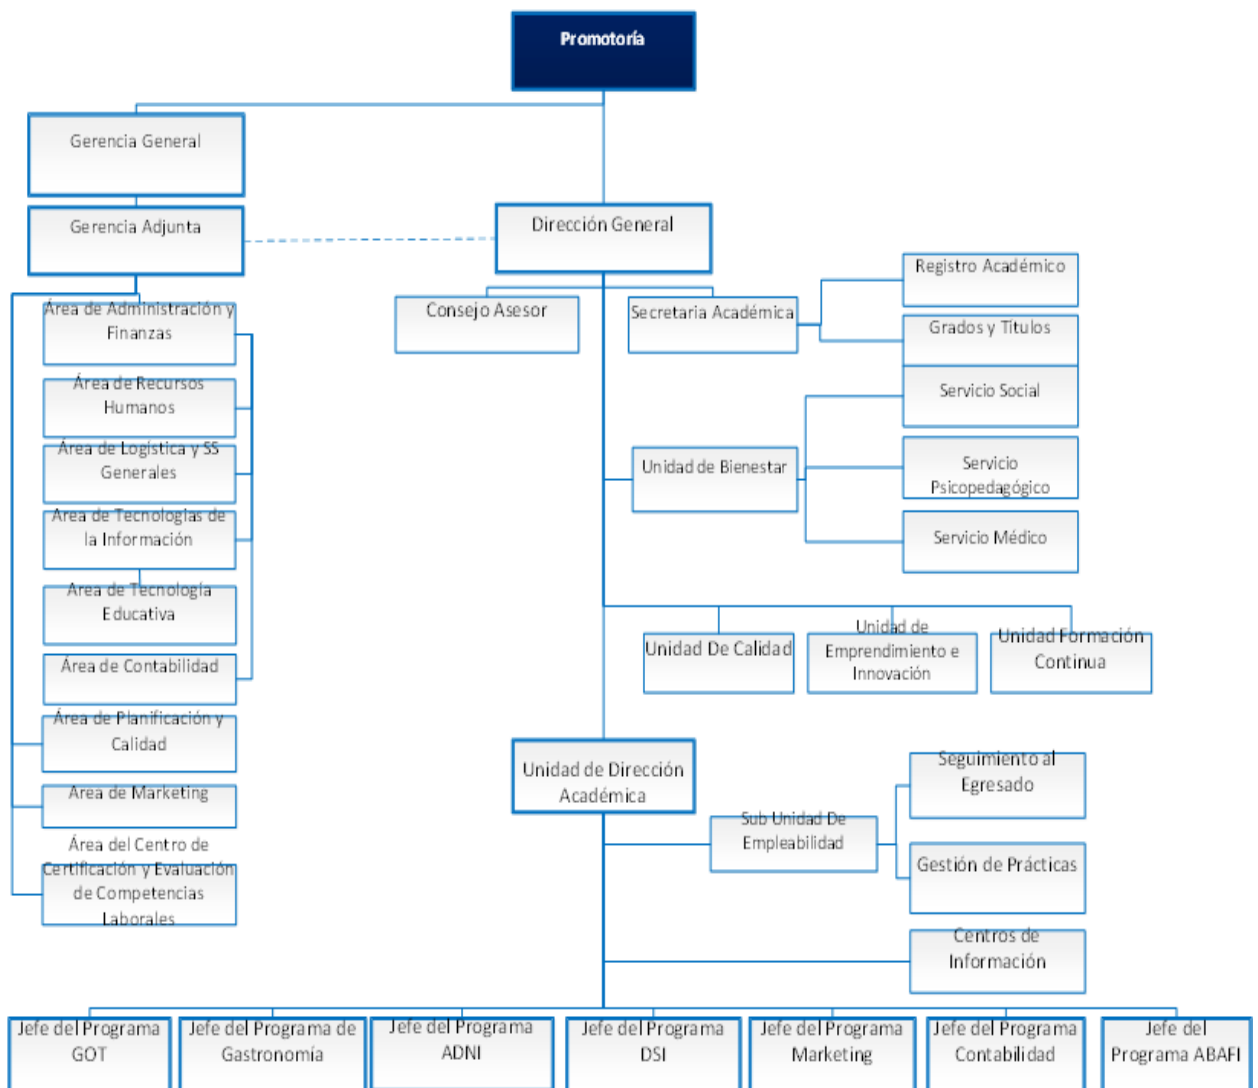 Promotoría
Gerencia General
Gerencia Adjunta
Dirección General
Registro Académico
Consejo Asesor
Secretaria Académica
Grados y Títulos
Área de Administración y
Finanzas
Área de Recursos
Humanos
Servicio Social
Área de Logística y SS
Generales
Unidad de Bienestar
Servicio
Psicopedagógico
Área de Tecnologías de
la Información
Servicio Médico
Area de Tecnología
Educativa
Área de Contabilidad
Unidad De Calidad
Unidad de
Emprendimiento e
Innovación
Unidad Formación
Continua
Área de Planificación y
Calidad
Area de Marketing
Área del Centro de
Certificación y Evaluación
de Competencias
Laborales
Unidad de Dirección
Académica
Seguimiento al
Egresado
Sub Unidad De
Empleabilidad
Gestión de Prácticas
Centros de
Información
Jefe del Programa
GOT
Jefe del Programa de
Gastronomía
Jefe del Programa
ADNI
Jefe del Programa
DSI
Jefe del Programa
Marketing
Jefe del Programa
Contabilidad
Jefe del
Programa ABAFI